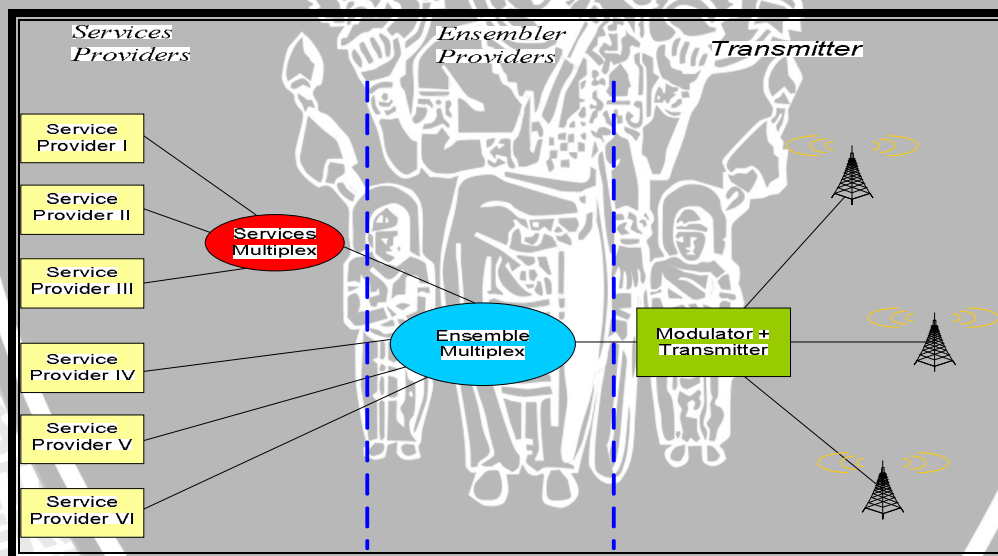 Services
Providers
Ensembler
Providers
Transmitter
Service
Provider I
Service
Provider II
Service
Provider III
Service
Provider IV
Service
Provider V
Service
Provider VI
Services
Multiplex
Ensemble
Multiplex
Modulator +
Transmitter